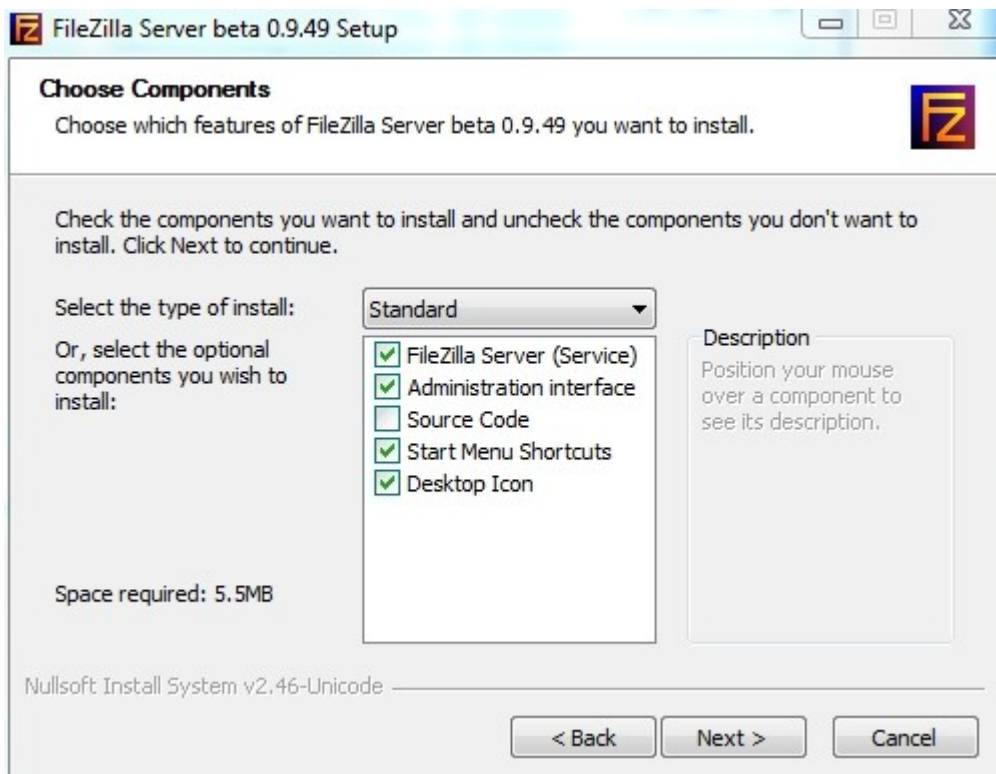 FileZilla Server beta 0.9.49 Setup
Choose Components
Choose which features of FileZilla Server beta 0.9.49 you want to install.
Check the components you want to install and uncheck the components you don't want to
install. Click Next to continue.
Select the type of install:
Standard
Or, select the optional
components you wish to
install:
FileZilla Server (Service)
Administration interface
Source Code
Start Menu Shortcuts
Desktop Icon
Description
Position your mouse
over a component to
see its description.
Space required: 5.5MB
Nullsoft Install System v2.46-Unicode
< Back
Next >
Cancel